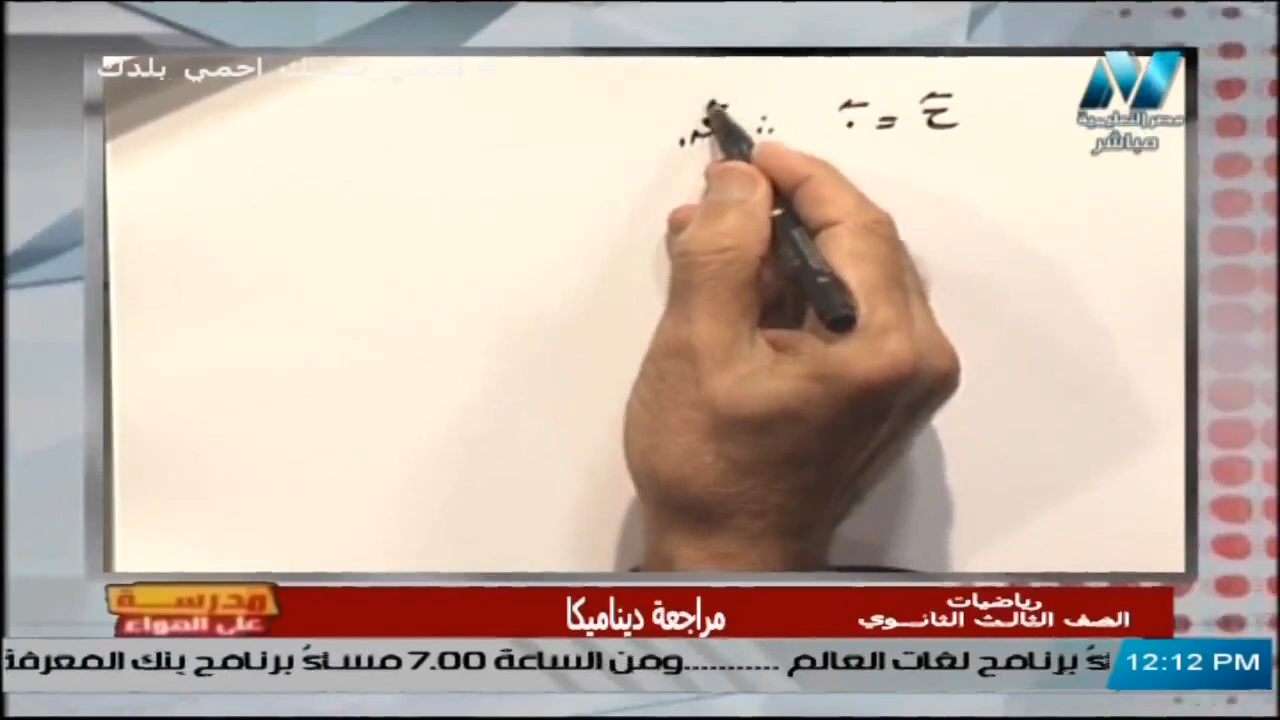 احمي بلدك
ح = ٠ ∴
مصر التعليمية
مباشر
مدرسة
على الهواء
مراجعة ديناميكا
رياضيات
الصف الثالث الثانوي
برنامج لغات العالم ...........ومن الساعة 7.00 مساءً برنامج بنك المعرفة
12:12 PM